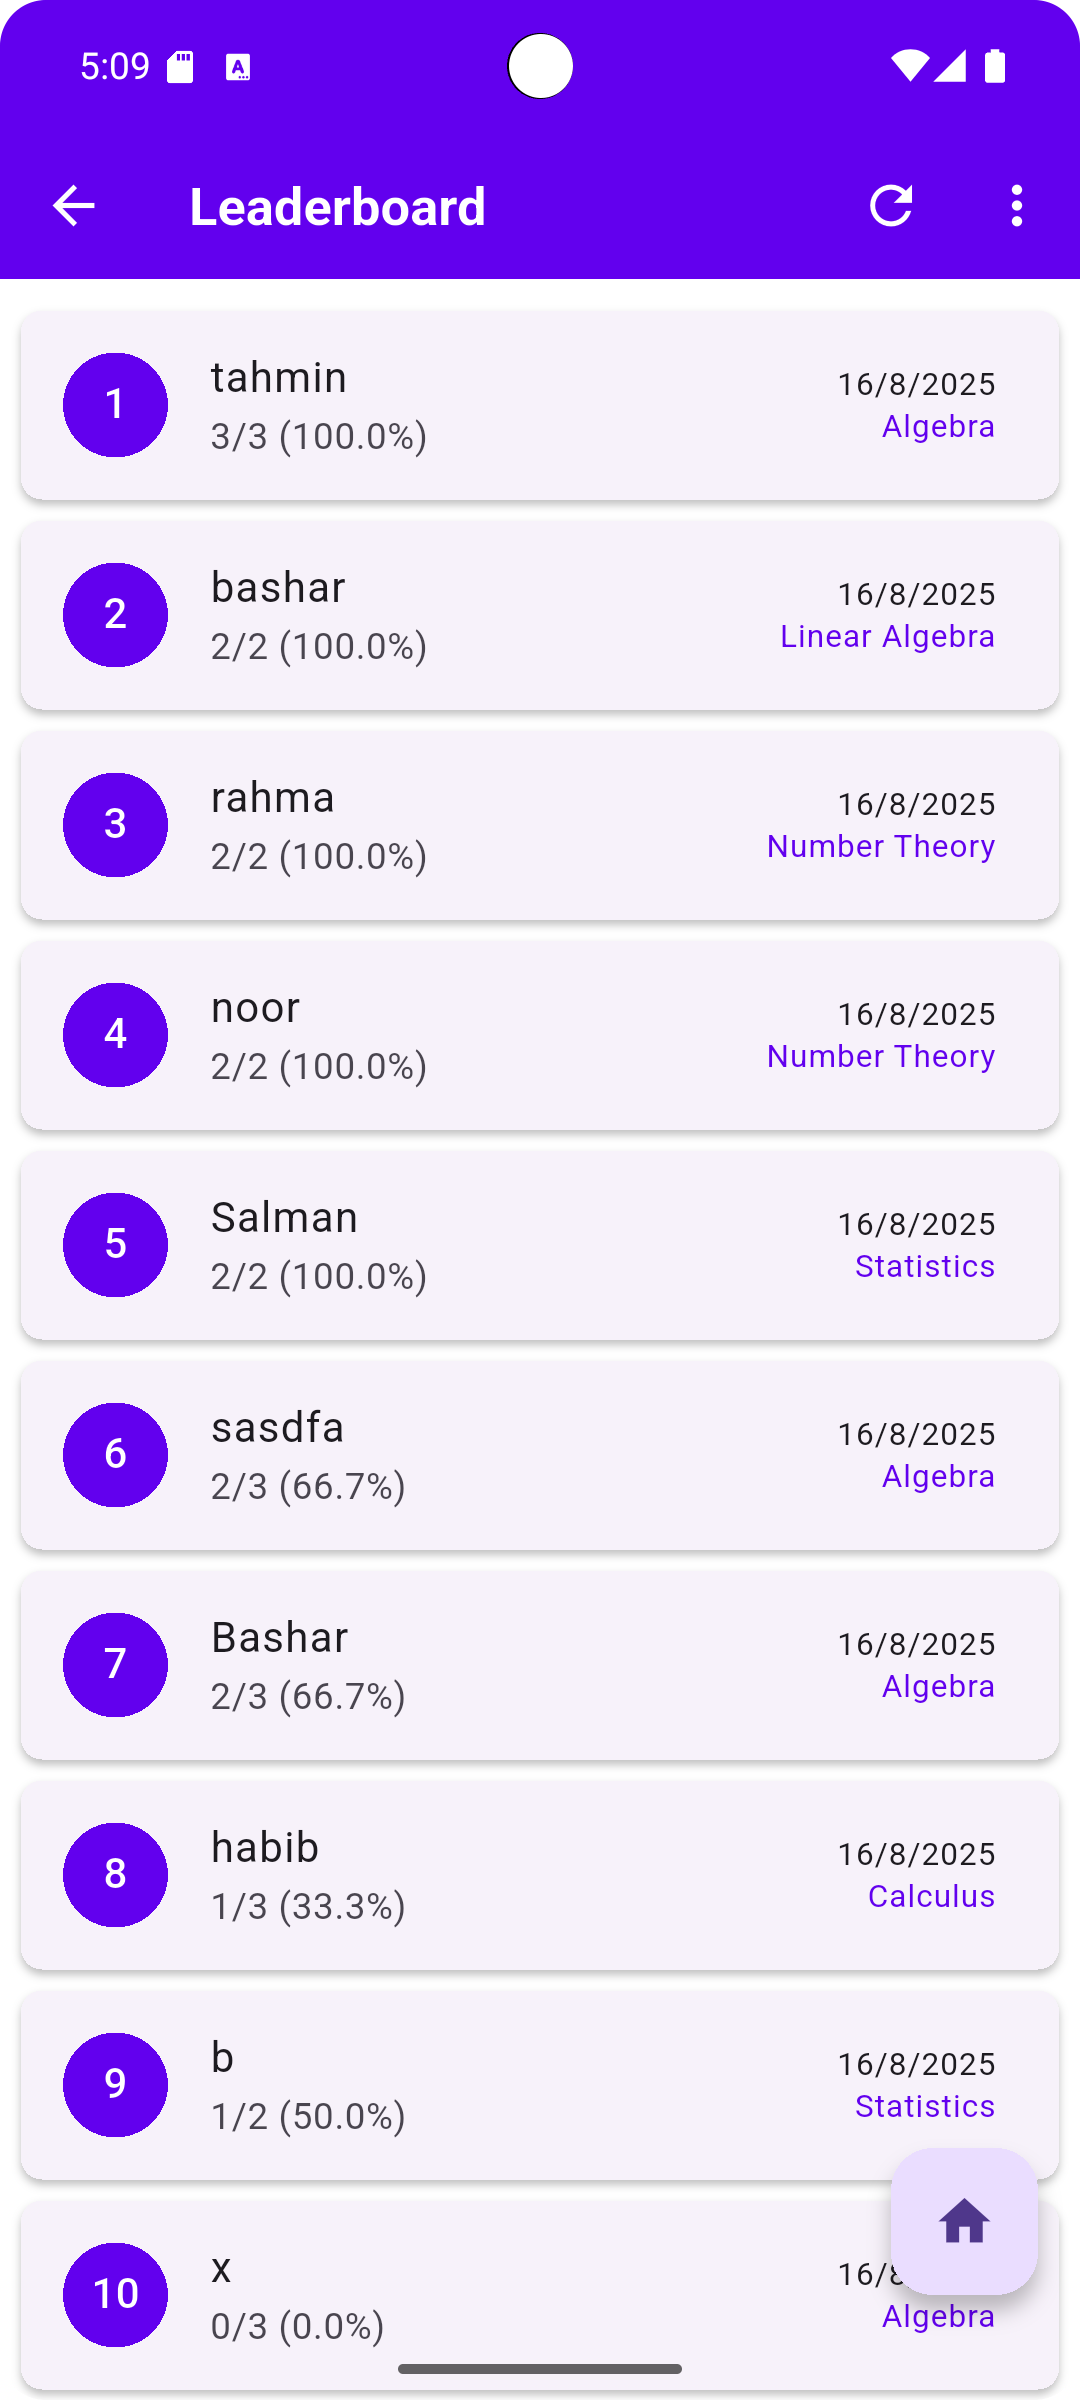 5:09
Leaderboard
1
tahmin
3/3 (100.0%)
16/8/2025
Algebra
2
bashar
2/2 (100.0%)
16/8/2025
Linear Algebra
3
rahma
2/2 (100.0%)
16/8/2025
Number Theory
4
noor
2/2 (100.0%)
16/8/2025
Number Theory
5
Salman
2/2 (100.0%)
16/8/2025
Statistics
6
sasdfa
2/3 (66.7%)
16/8/2025
Algebra
7
Bashar
2/3 (66.7%)
16/8/2025
Algebra
8
habib
1/3 (33.3%)
16/8/2025
Calculus
9
b
1/2 (50.0%)
16/8/2025
Statistics
10
x
0/3 (0.0%)
Algebra